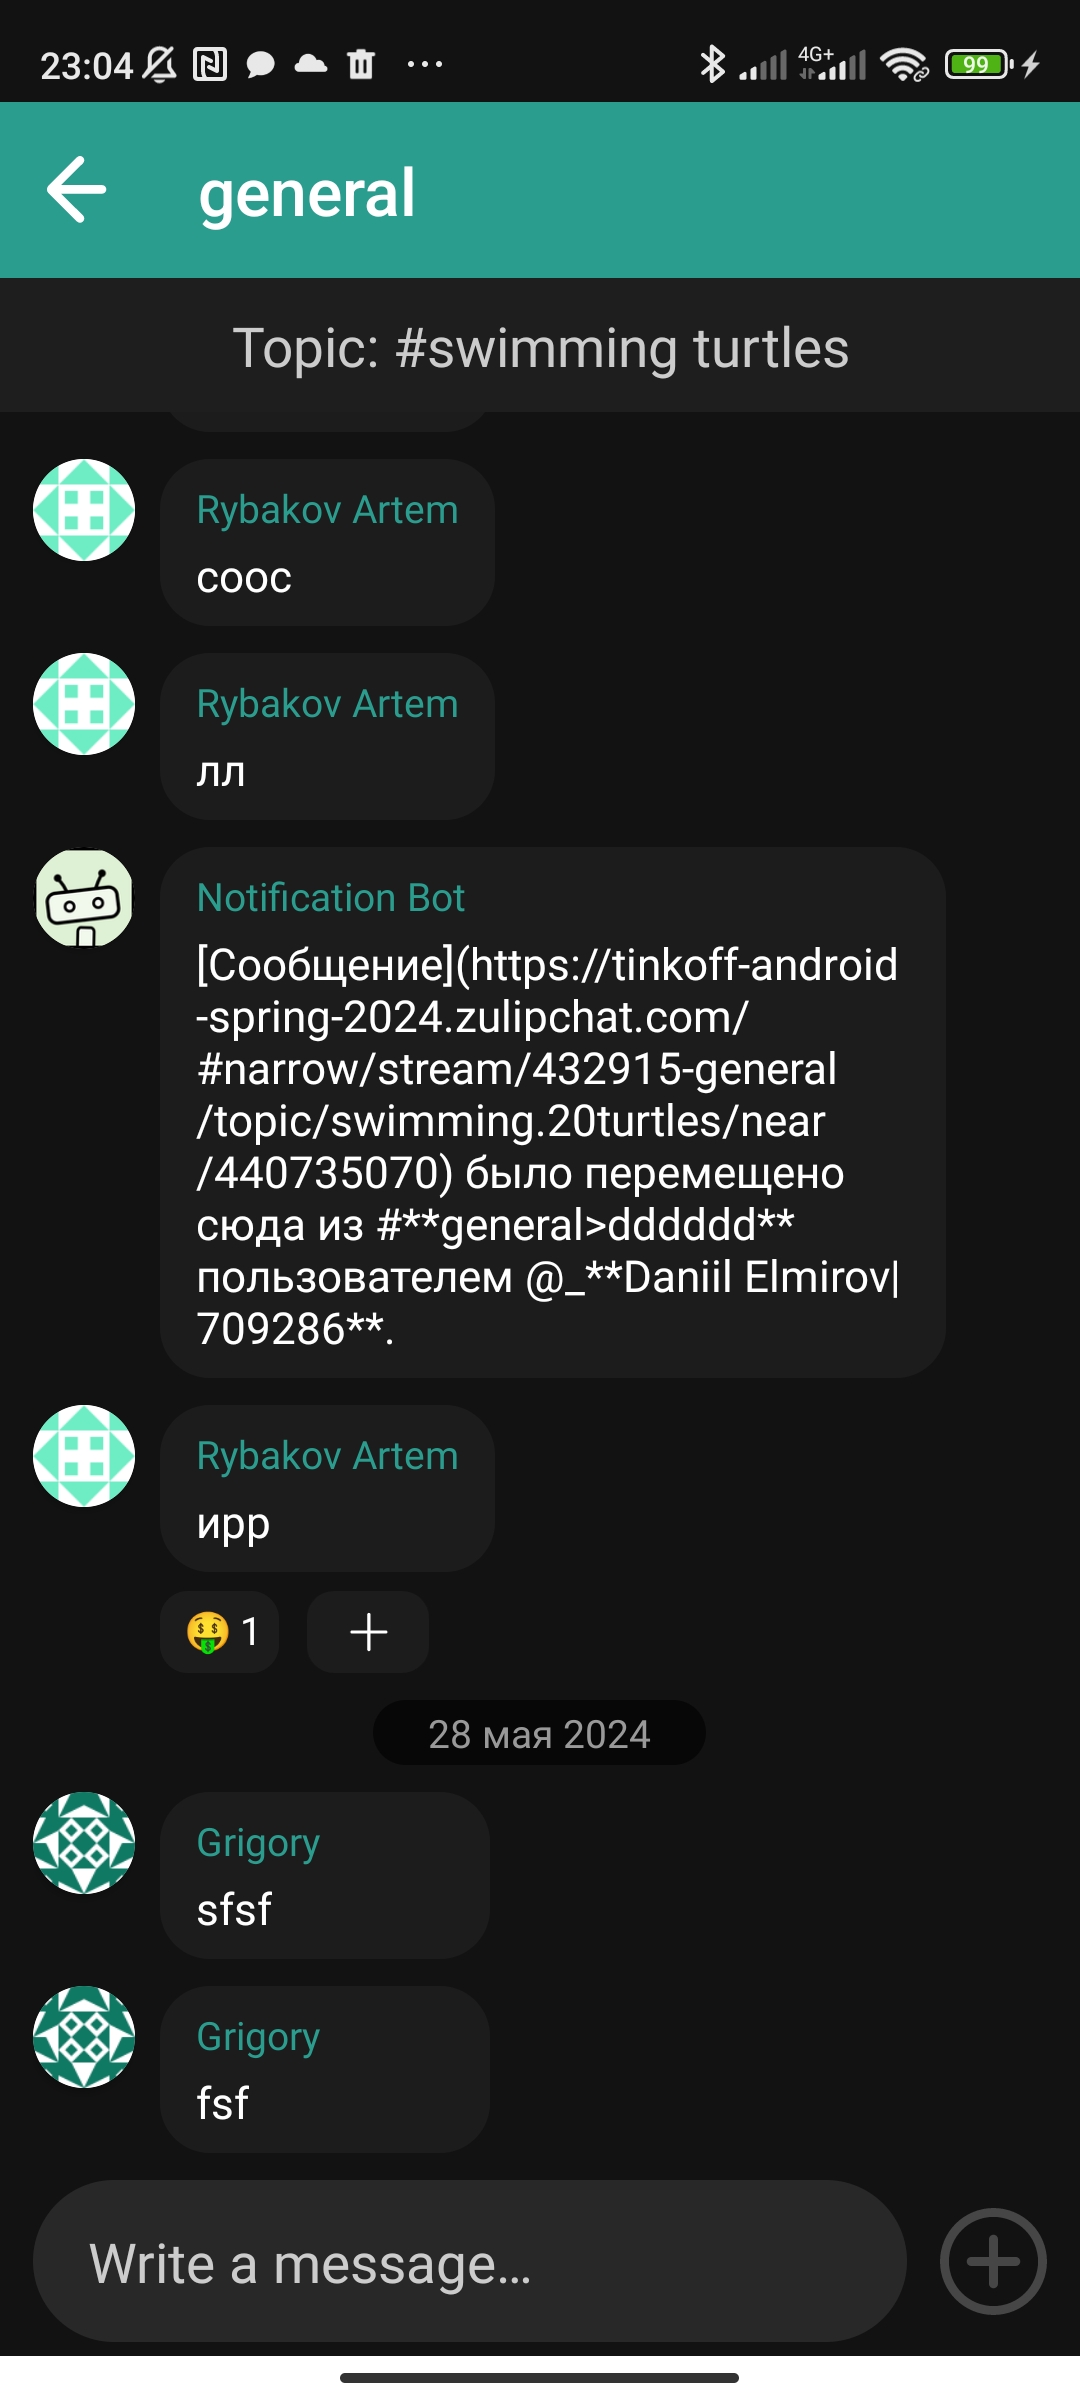 23:04
4G+
99
general
Topic: #swimming turtles
Rybakov Artem
соос
Rybakov Artem
лл
Notification Bot
[Сообщение](https://tinkoff-android
-spring-2024.zulipchat.com/
#narrow/stream/432915-general
/topic/swimming.20turtles/near
/440735070) было перемещено
сюда из #**general>dddddd**
пользователем @_**Daniil Elmirov|
709286**.
Rybakov Artem
ирр
🤑 1
28 мая 2024
Grigory
sfsf
Grigory
fsf
Write a message...